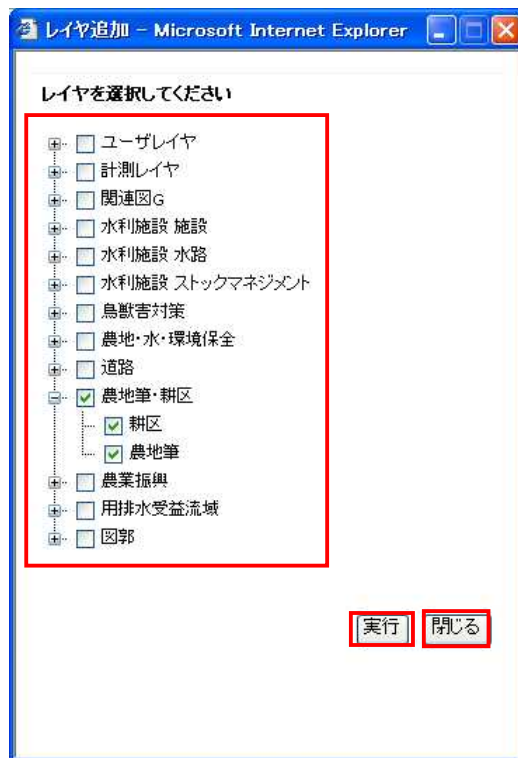 レイヤ追加 - Microsoft Internet Explorer
レイヤを選択してください
ユーザレイヤ
計測レイヤ
関連図G
水利施設 施設
水利施設 水路
水利施設 ストックマネジメント
鳥獣害対策
農地・水・環境保全
道路
農地筆・耕区
耕区
農地筆
農業振興
用排水受益流域
図郭
実行 閉じる